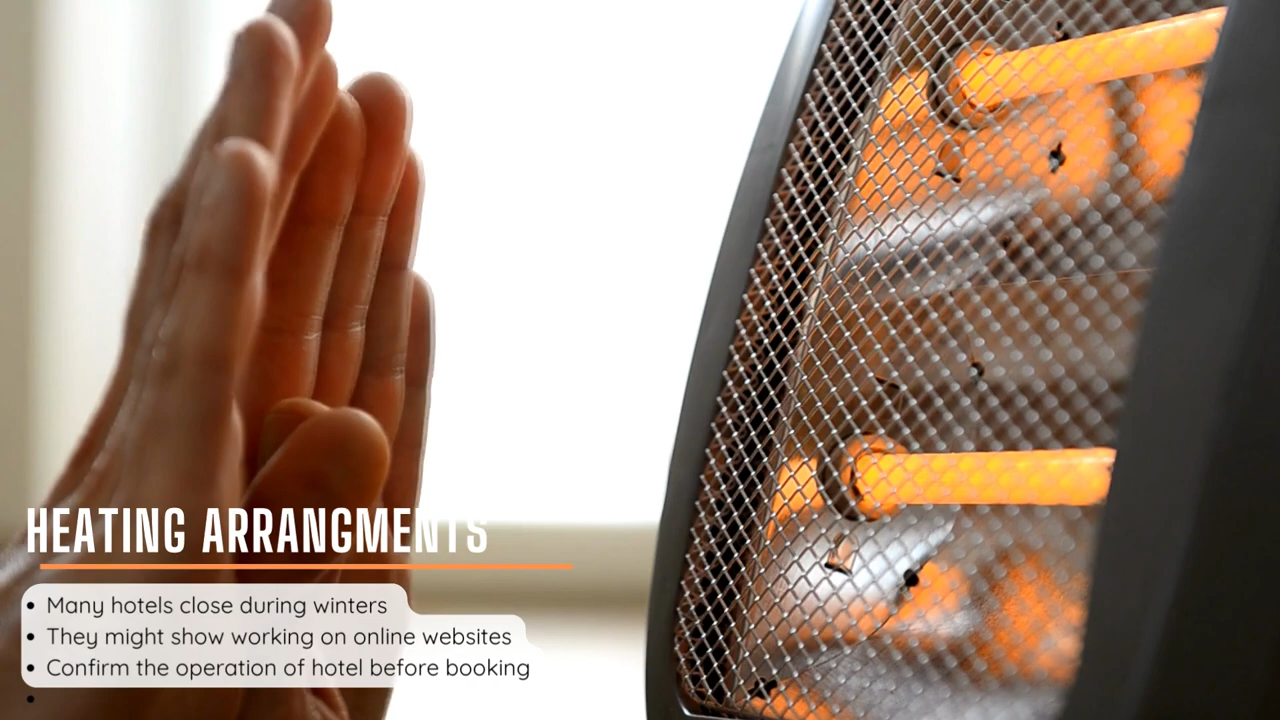 HEATING ARRANGMENTS
• Many hotels close during winters
• They might show working on online websites
• Confirm the operation of hotel before booking
•